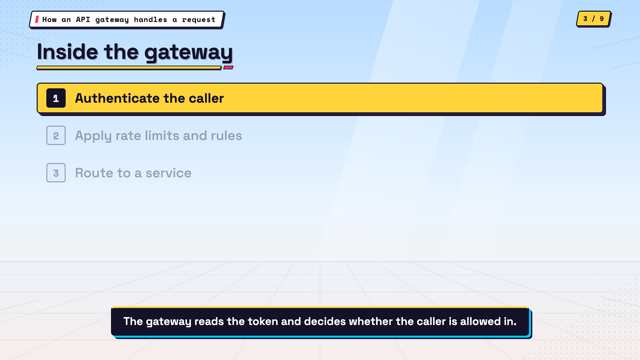 How an API gateway handles a request
3 / 9
Inside the gateway
1 Authenticate the caller
2 Apply rate limits and rules
3 Route to a service
The gateway reads the token and decides whether the caller is allowed in.